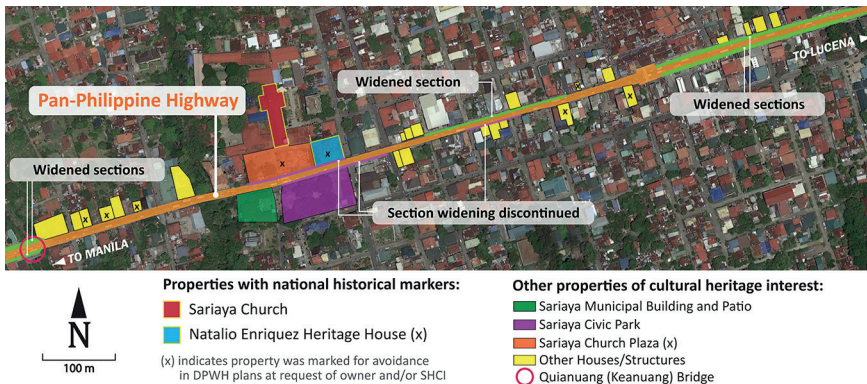 TO LUCENA
Widened section
Pan-Philippine Highway
Widened sections
Widened sections
x
x
x
x
x
x
x
x
x
Section widening discontinued
TO MANILA
N
100 m
Properties with national historical markers:
Sariaya Church
Natalio Enriquez Heritage House (x)
(x) indicates property was marked for avoidance
in DPWH plans at request of owner and/or SHCI
Other properties of cultural heritage interest:
Sariaya Municipal Building and Patio
Sariaya Civic Park
Sariaya Church Plaza (x)
Other Houses/Structures
Quianuang (Keanuang) Bridge